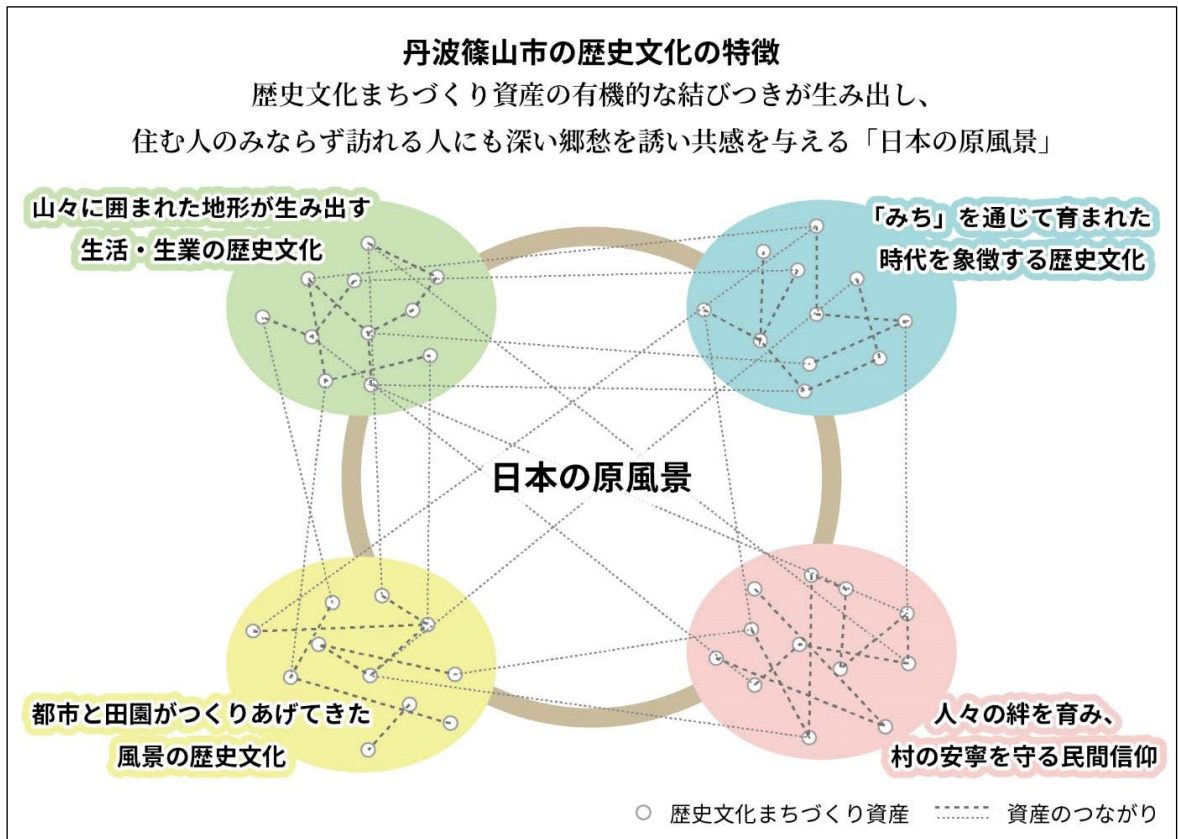 丹波篠山市の歴史文化の特徴
歴史文化まちづくり資産の有機的な結びつきが生み出し、
住む人のみならず訪れる人にも深い郷愁を誘い共感を与える「日本の原風景」
山々に囲まれた地形が生み出す
生活・生業の歴史文化
「みち」を通じて育まれた
時代を象徴する歴史文化
日本の原風景
都市と田園がつくりあげてきた
風景の歴史文化
人々の絆を育み、
村の安寧を守る民間信仰
歴史文化まちづくり資産
資産のつながり